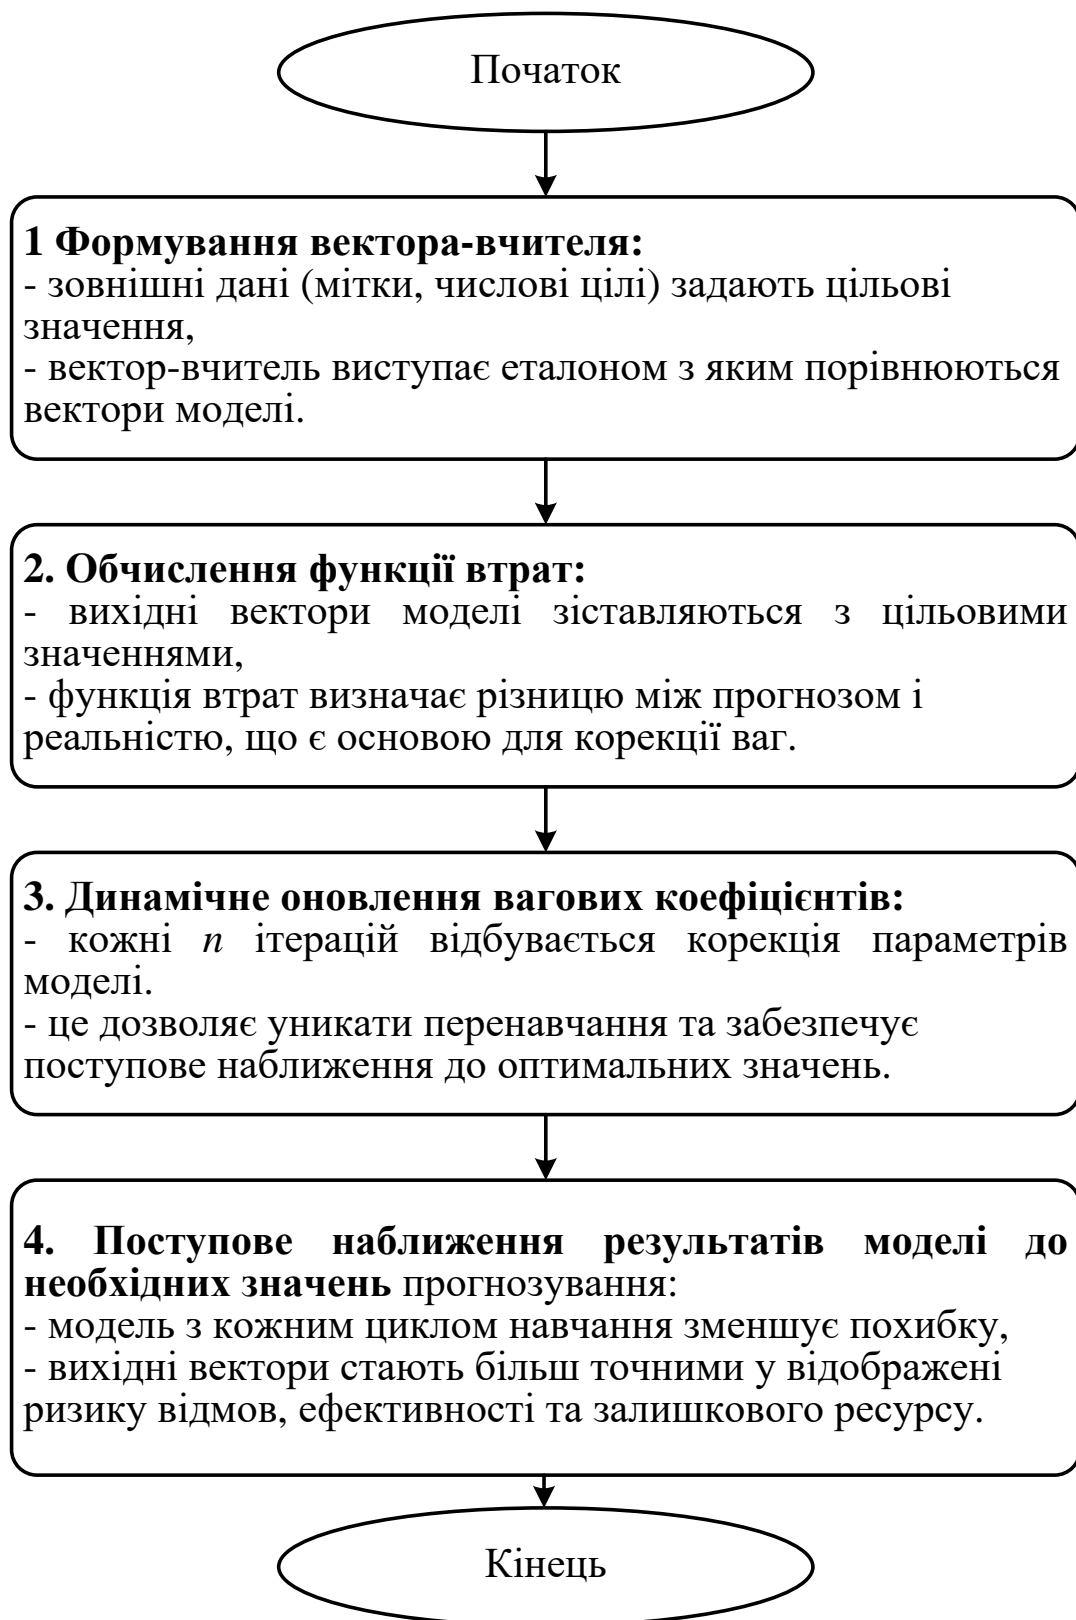 Початок
1 Формування вектора-вчителя:
- зовнішні дані (мітки, числові цілі) задають цільові
значення,
- вектор-вчитель виступає еталоном з яким порівнюються
вектори моделі.
2. Обчислення функції втрат:
- вихідні вектори моделі зіставляються з цільовими
значеннями,
- функція втрат визначає різницю між прогнозом і
реальністю, що є основою для корекції ваг.
3. Динамічне оновлення вагових коефіцієнтів:
- кожні n ітерацій відбувається корекція параметрів
моделі.
- це дозволяє уникати перенавчання та забезпечує
поступове наближення до оптимальних значень.
4. Поступове наближення результатів моделі до
необхідних значень прогнозування:
- модель з кожним циклом навчання зменшує похибку,
- вихідні вектори стають більш точними у відображені
ризику відмов, ефективності та залишкового ресурсу.
Кінець